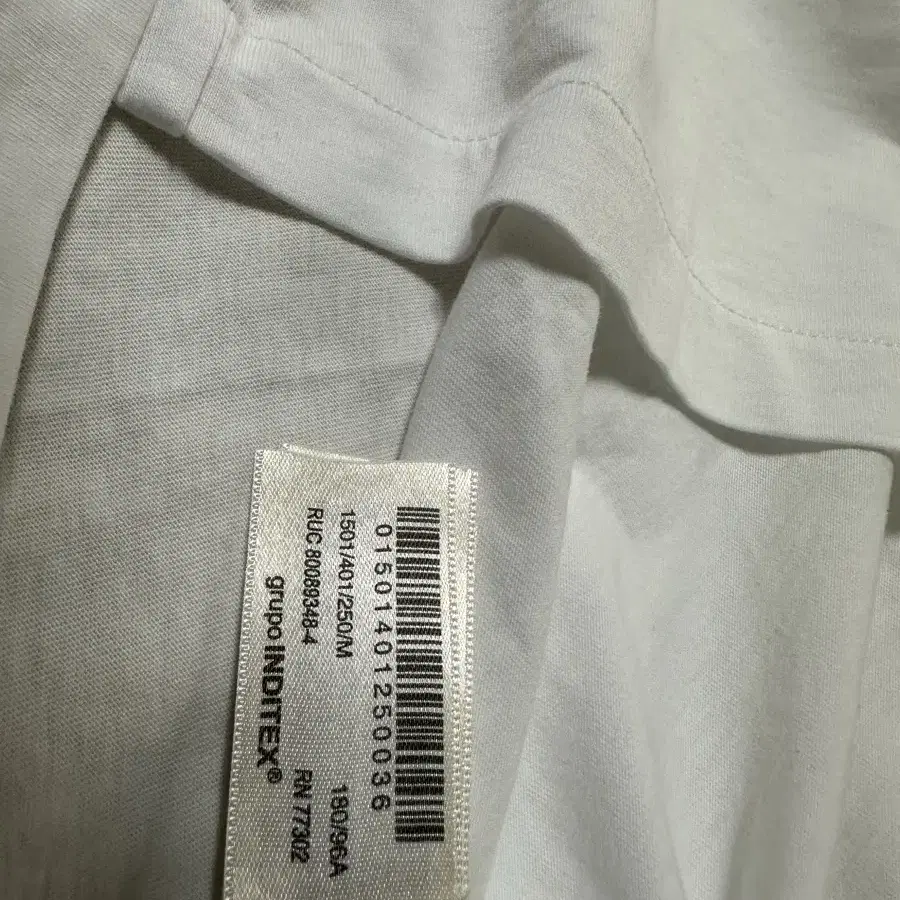 01501401250036
1501/401/250/M 180/96A
RUC 80089348-4 RN 77302
grupo INDITEX®